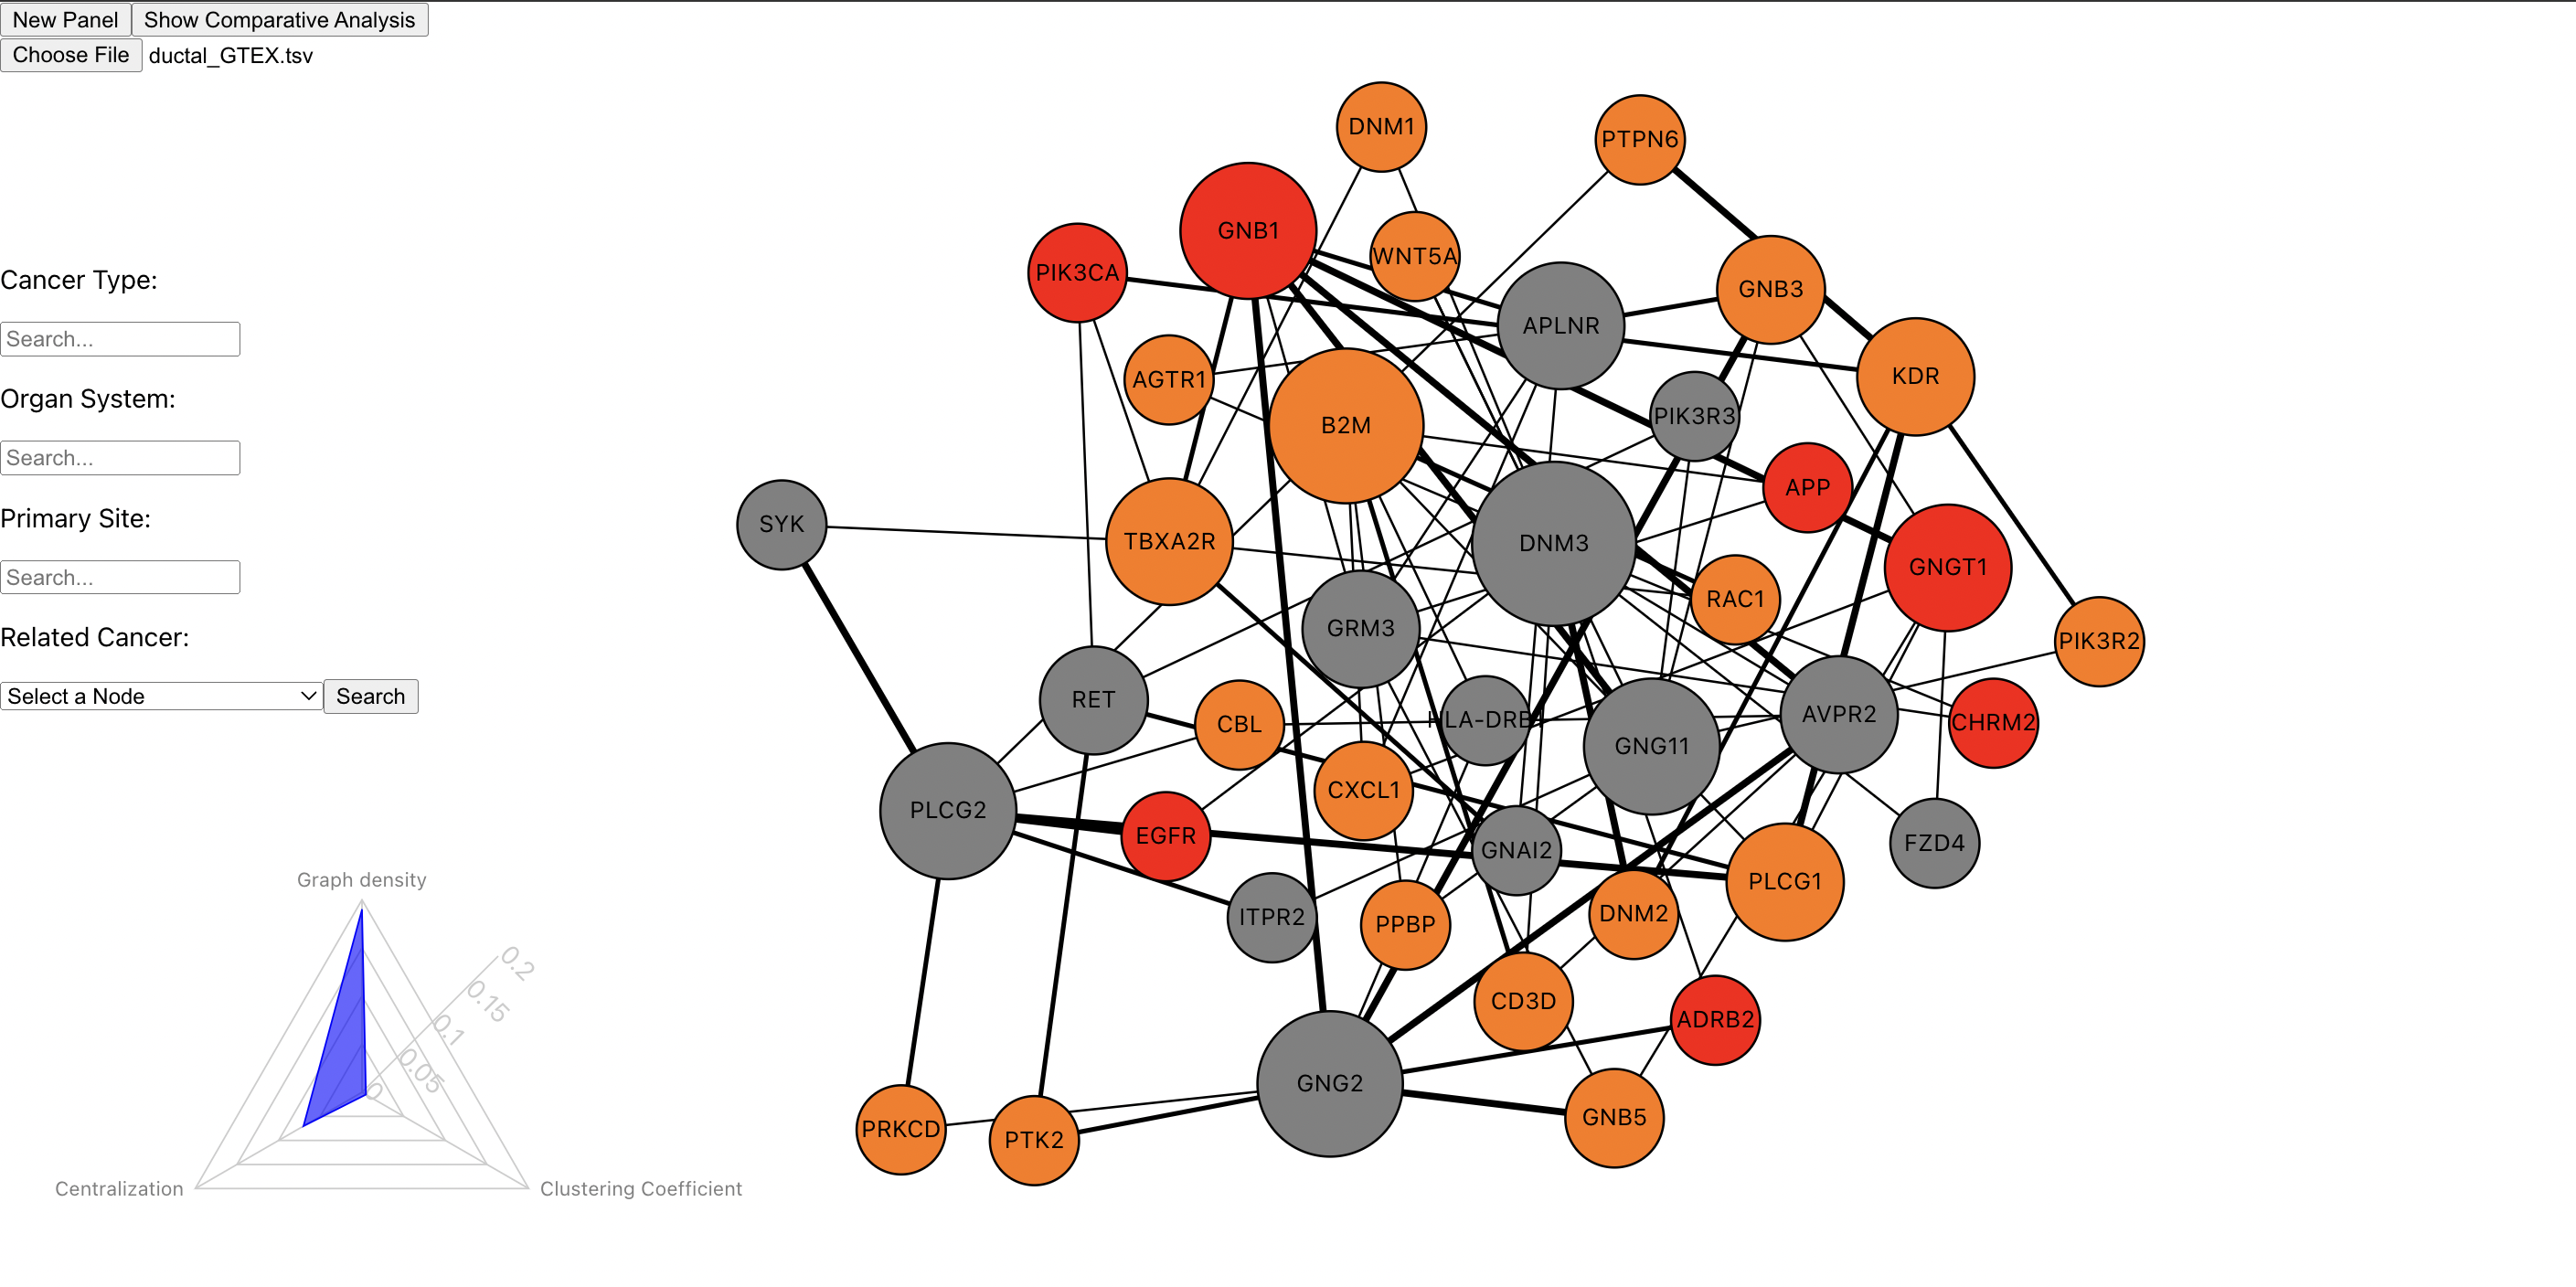 New Panel Show Comparative Analysis
Choose File ductal_GTEX.tsv
Cancer Type:
Search...
Organ System:
Search...
Primary Site:
Search...
Related Cancer:
Select a Node Search
Graph density
0.2
0.15
0.1
0.05
0
Centralization
Clustering Coefficient
DNM1
PTPN6
GNB1
WNT5A
PIK3CA
GNB3
APLNR
AGTR1
KDR
PIK3R3
B2M
APP
SYK
TBXA2R
DNM3
GNGT1
RAC1
GRM3
PIK3R2
RET
CBL
HLA-DRB
AVPR2
CHRM2
GNG11
PLCG2
CXCL1
EGFR
GNAI2
FZD4
PLCG1
ITPR2
PPBP
DNM2
CD3D
ADRB2
GNG2
GNB5
PRKCD
PTK2